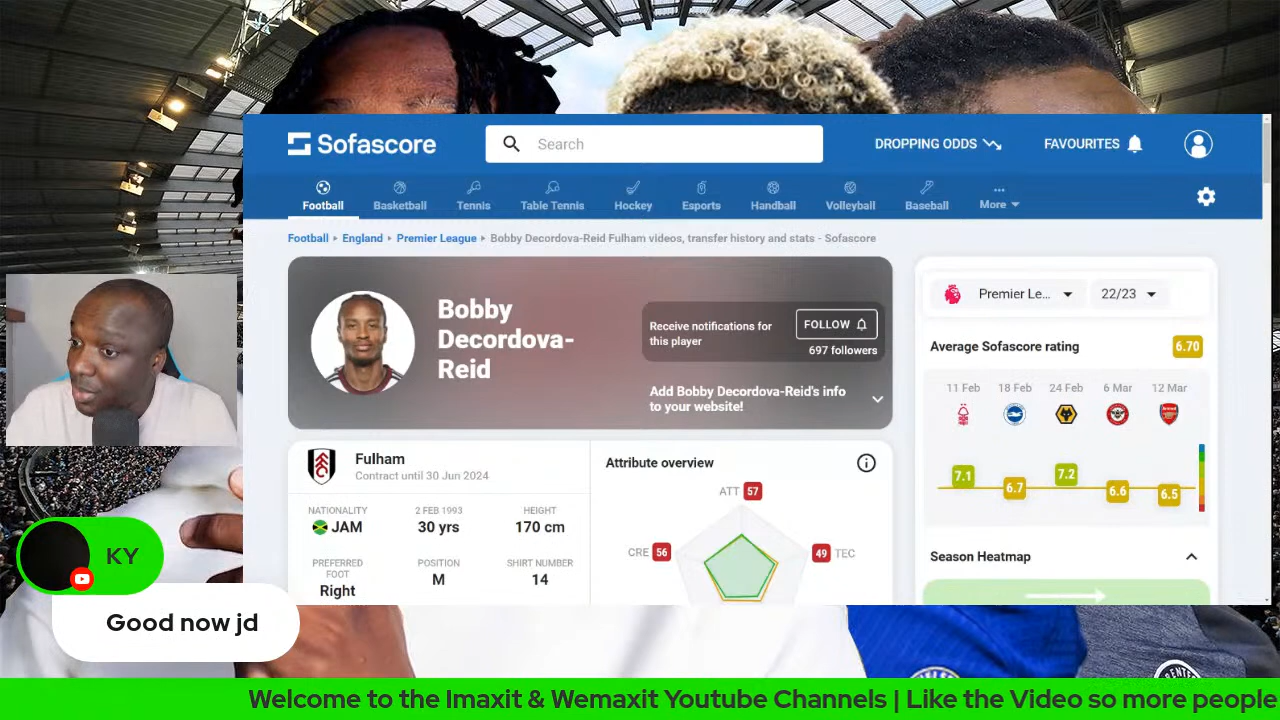 Sofascore
Search
DROPPING ODDS
FAVOURITES
Football
Basketball
Tennis
Table Tennis
Hockey
Esports
Handball
Volleyball
Baseball
More
Football
England
Premier League
Bobby Decordova-Reid Fulham videos, transfer history and stats - Sofascore
Bobby
Decordova-
Reid
Receive notifications for
this player
FOLLOW
697 followers
Add Bobby Decordova-Reid's info
to your website!
Premier Le...
22/23
Average Sofascore rating
6.70
11 Feb
18 Feb
24 Feb
6 Mar
12 Mar
7.1
6.7
7.2
6.6
6.5
Season Heatmap
Fulham
Contract until 30 Jun 2024
NATIONALITY
JAM
2 FEB 1993
30 yrs
HEIGHT
170 cm
PREFERRED
FOOT
Right
POSITION
M
SHIRT NUMBER
14
Attribute overview
ATT 57
CRE 56
49 TEC
KY
Good now jd
Welcome to the Imaxit & Wemaxit Youtube Channels | Like the Video so more people